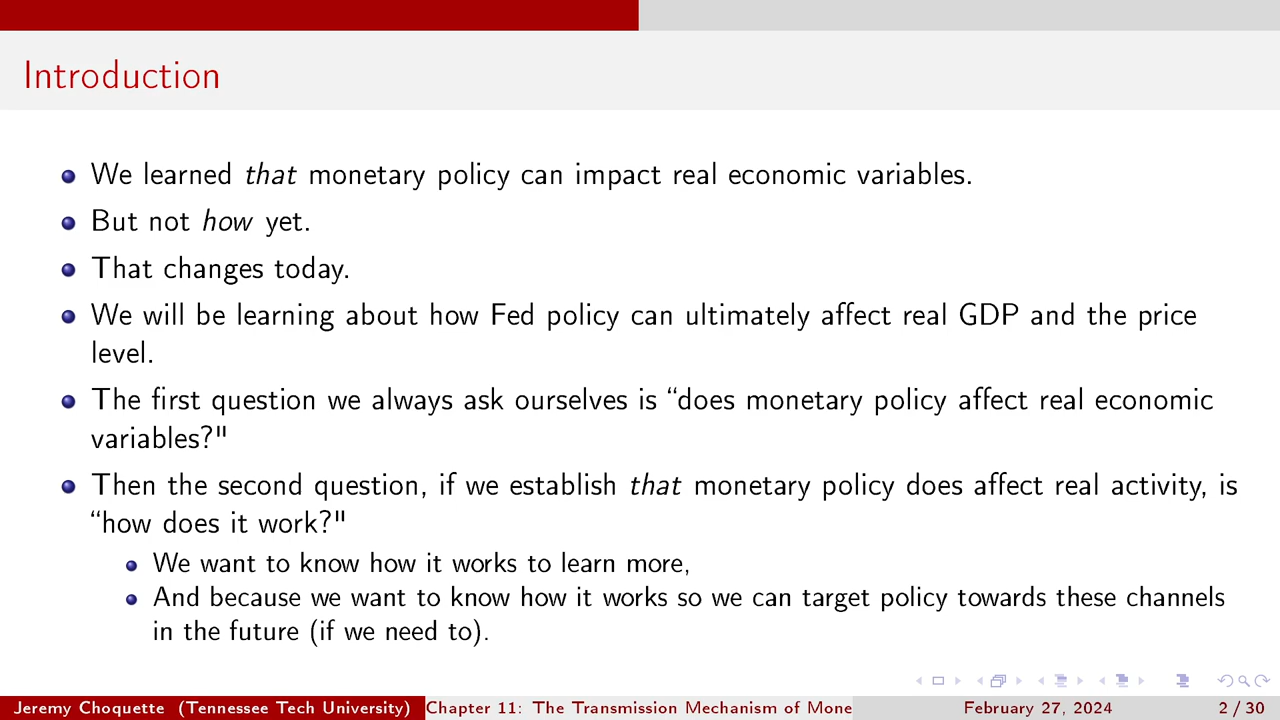 Introduction
We learned that monetary policy can impact real economic variables.
But not how yet.
That changes today.
We will be learning about how Fed policy can ultimately affect real GDP and the price
level.
The first question we always ask ourselves is “does monetary policy affect real economic
variables?"
Then the second question, if we establish that monetary policy does affect real activity, is
“how does it work?"
We want to know how it works to learn more,
And because we want to know how it works so we can target policy towards these channels
in the future (if we need to).
Jeremy Choquette (Tennessee Tech University) Chapter 11: The Transmission Mechanism of Mone February 27, 2024 2 / 30